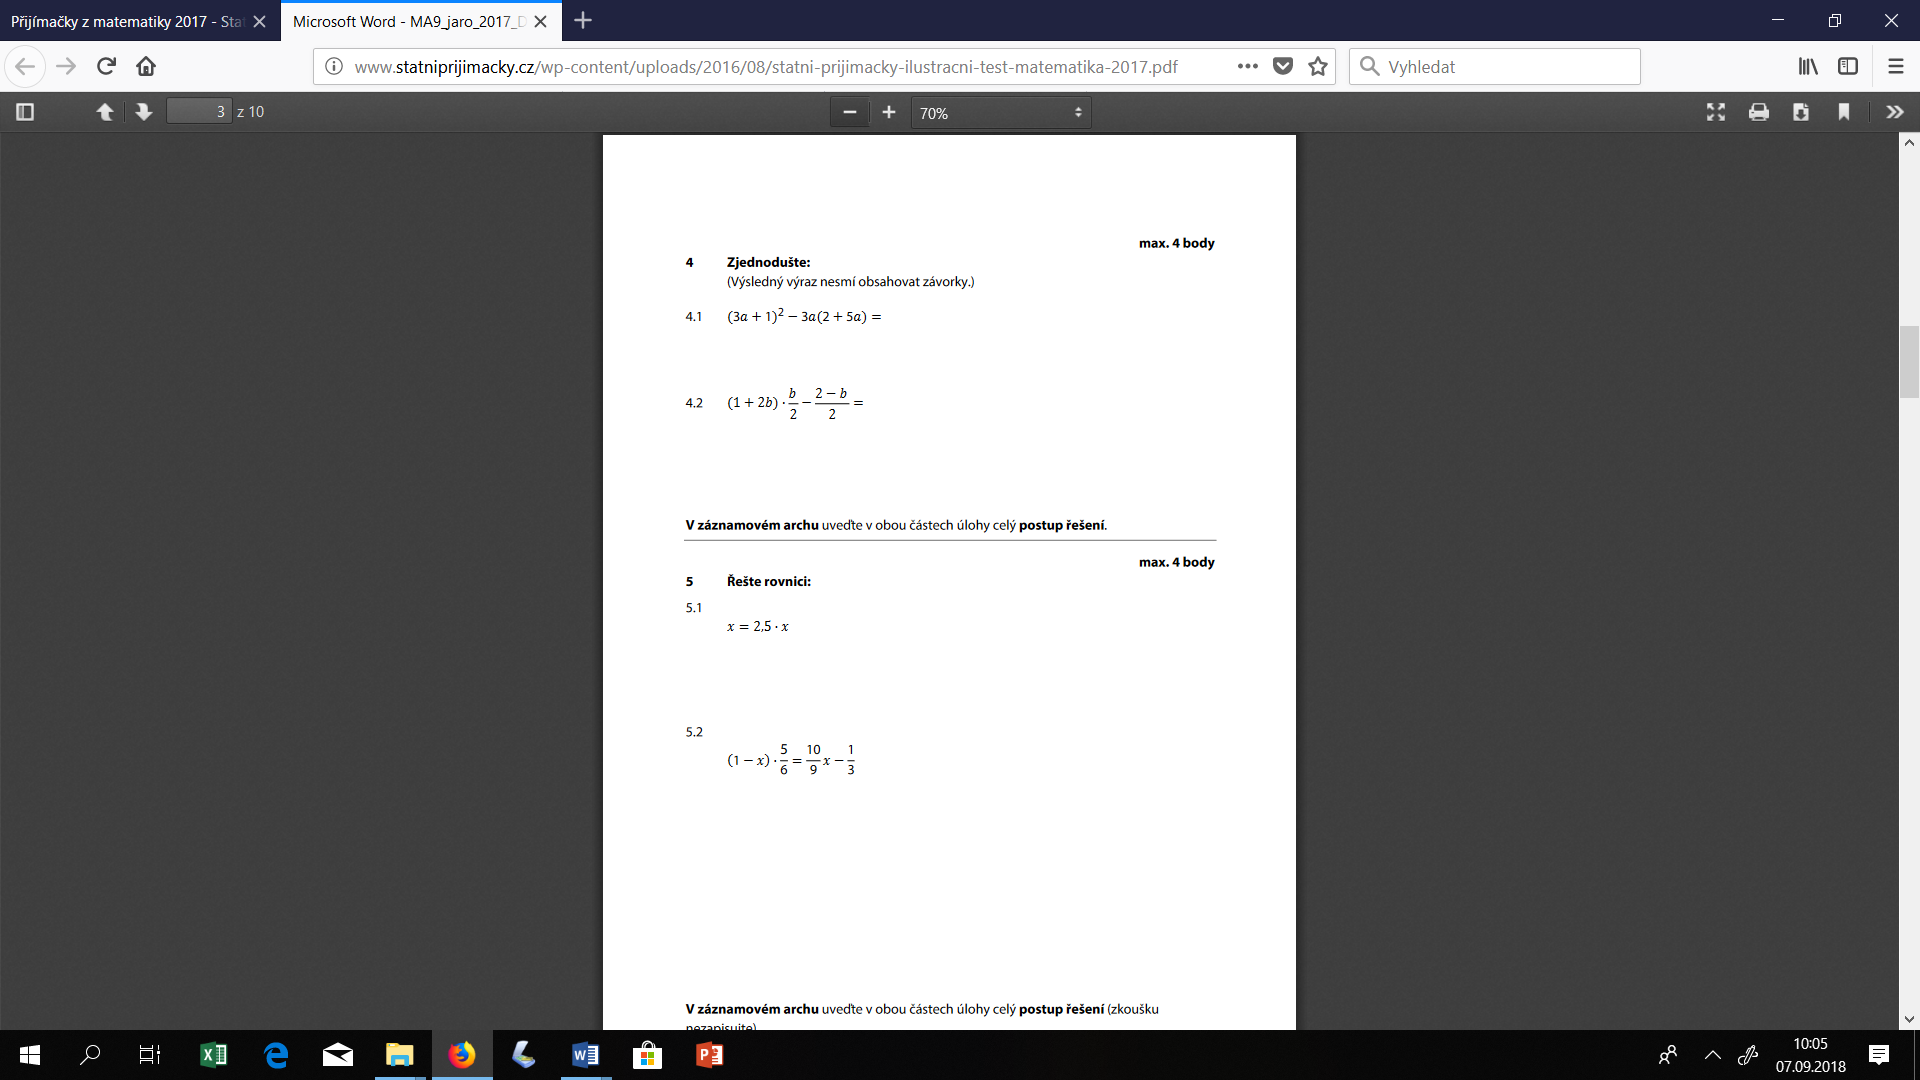 Přijímačky z matematiky 2017 - Stat
Microsoft Word - MA9_jaro_2017_D
www.statniprijimacky.cz/wp-content/uploads/2016/08/statni-prijimacky-ilustracni-test-matematika-2017.pdf
Vyhledat
3 z 10
70%
max. 4 body
4 Zjednodušte:
(Výsledný výraz nesmí obsahovat závorky.)
4.1 (3a + 1)² − 3a(2 + 5a) =
4.2 (1 + 2b) · b/2 − (2 − b)/2 =
V záznamovém archu uveďte v obou částech úlohy celý postup řešení.
max. 4 body
5 Řešte rovnici:
5.1
x = 2,5 · x
5.2
(1 − x) · 5/6 = 10/9 x − 1/3
V záznamovém archu uveďte v obou částech úlohy celý postup řešení (zkoušku
nezapisujte)
10:05
07.09.2018